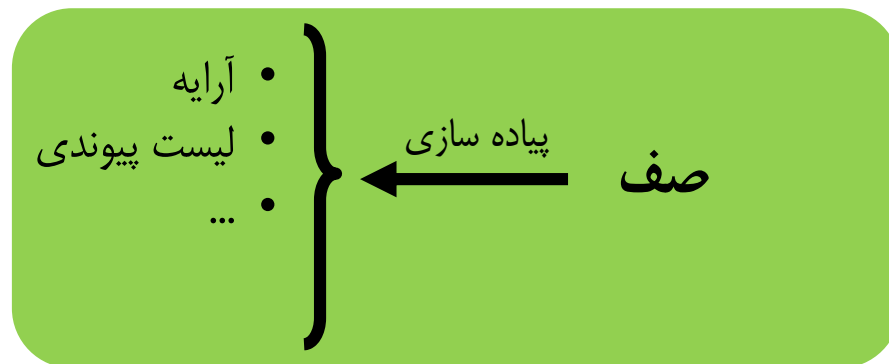 صف
پیاده سازی
• آرایه
• لیست پیوندی
• ...